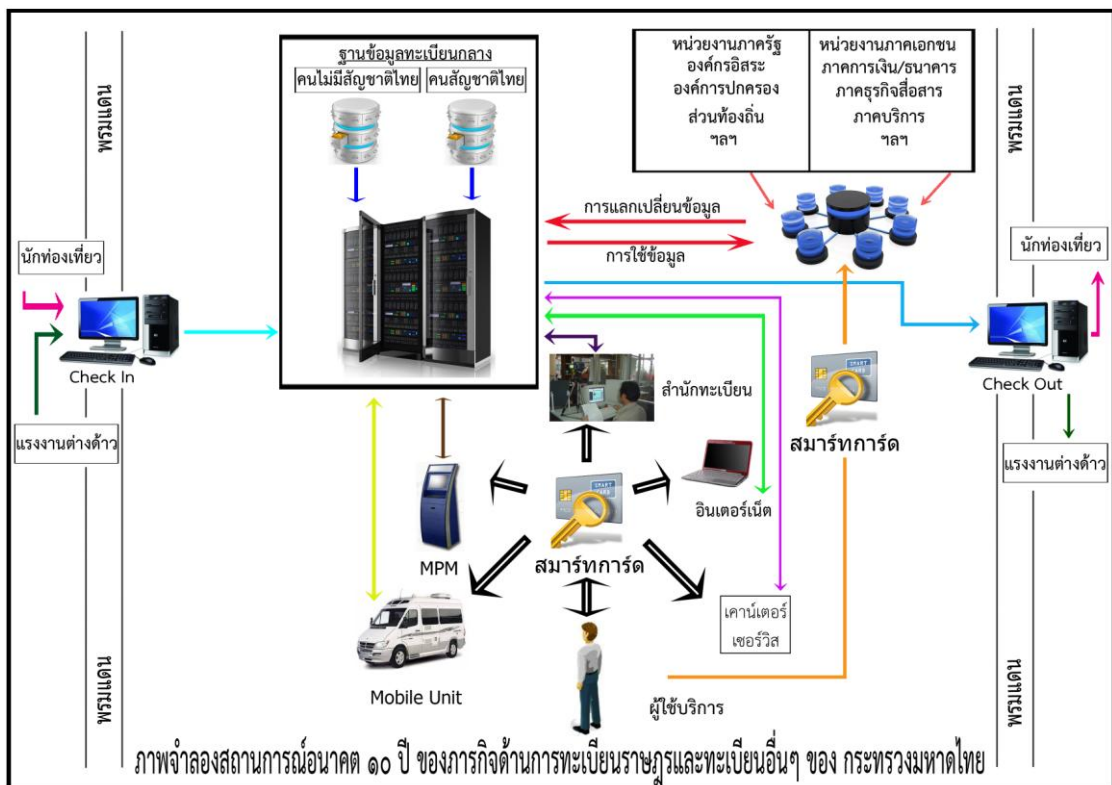 ฐานข้อมูลทะเบียนกลาง
คนไม่มีสัญชาติไทย
คนสัญชาติไทย
หน่วยงานภาครัฐ
องค์กรอิสระ
องค์การปกครอง
ส่วนท้องถิ่น
ฯลฯ
หน่วยงานภาคเอกชน
ภาคการเงิน/ธนาคาร
ภาคธุรกิจสื่อสาร
ภาคบริการ
ฯลฯ
พรมแดน
พรมแดน
การแลกเปลี่ยนข้อมูล
การใช้ข้อมูล
นักท่องเที่ยว
นักท่องเที่ยว
Check In
Check Out
แรงงานต่างด้าว
แรงงานต่างด้าว
สำนักทะเบียน
SMART CARD
สมาร์ทการ์ด
อินเตอร์เน็ต
MPM
SMART CARD
สมาร์ทการ์ด
เคาน์เตอร์
เซอร์วิส
Mobile Unit
ผู้ใช้บริการ
พรมแดน
พรมแดน
ภาพจำลองสถานการณ์อนาคต ๑๐ ปี ของภารกิจด้านการทะเบียนราษฎรและทะเบียนอื่นๆ ของ กระทรวงมหาดไทย